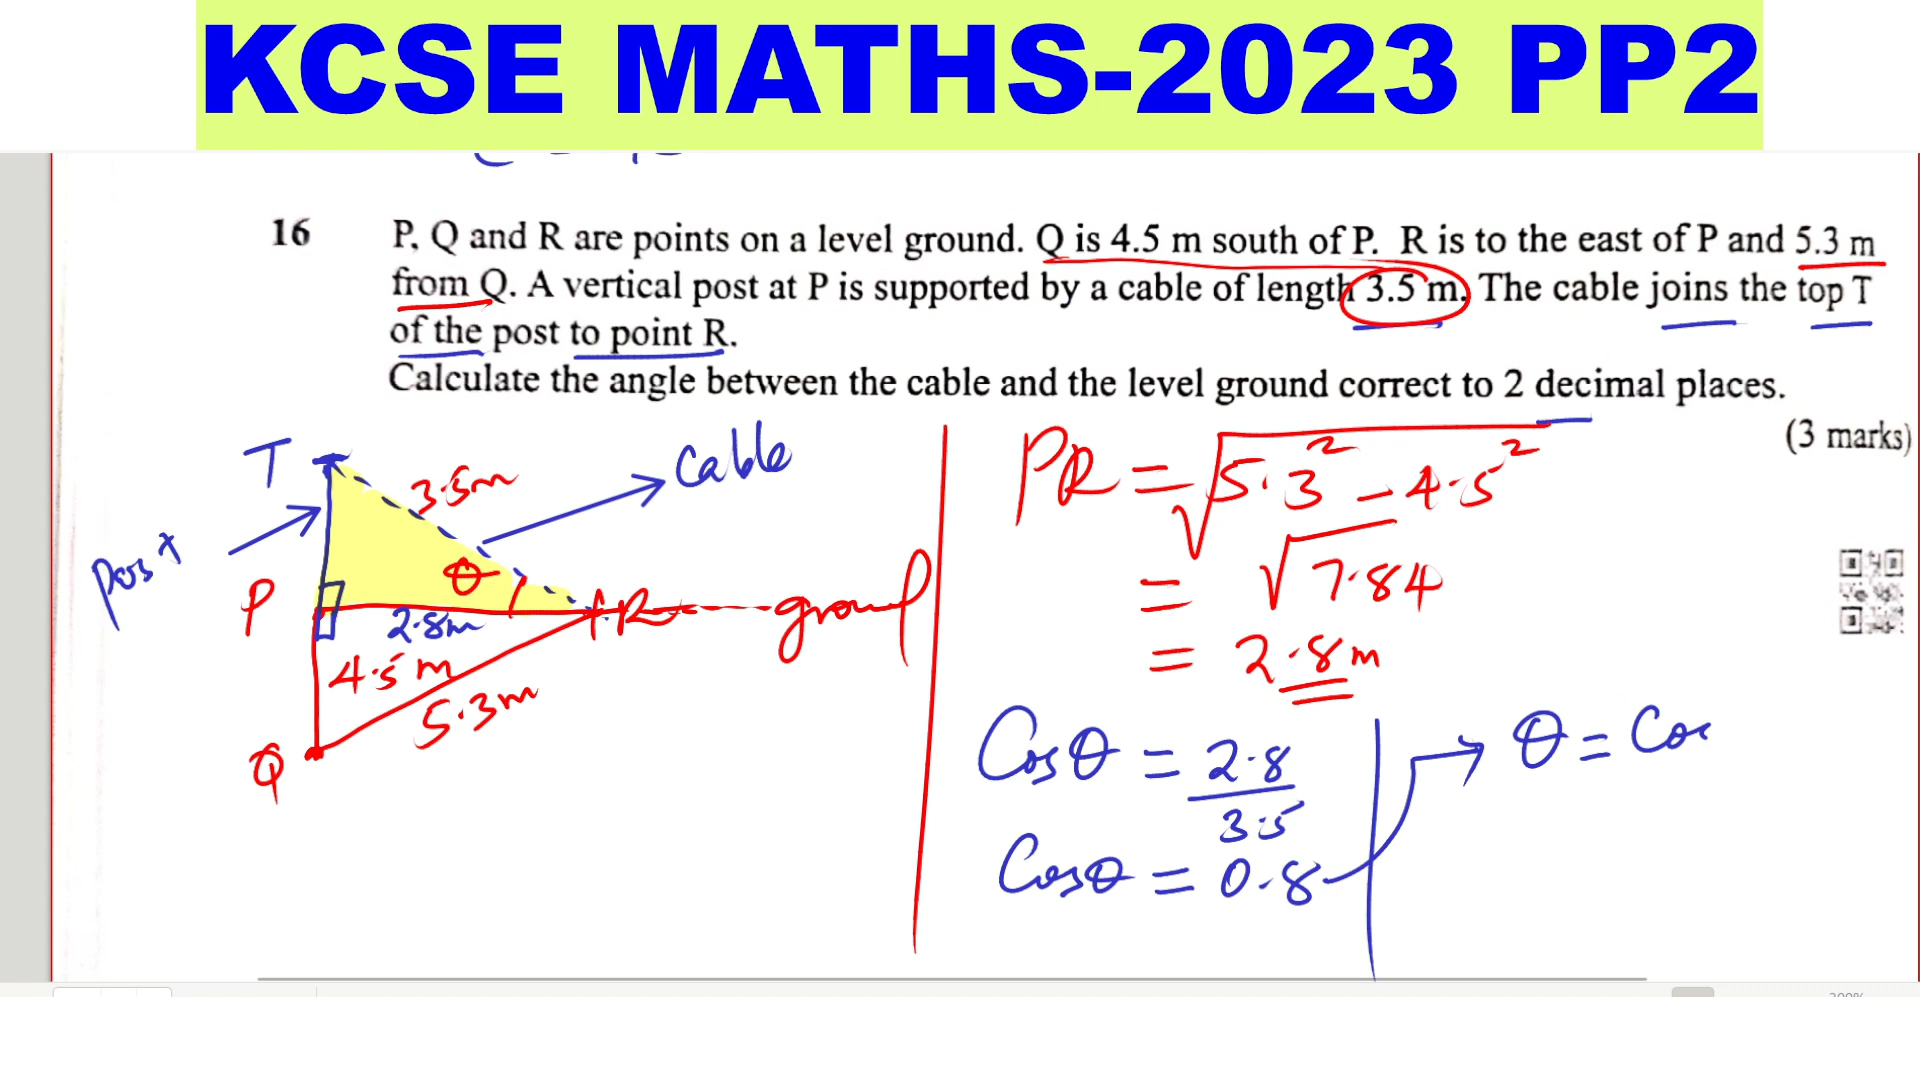 KCSE MATHS-2023 PP2
16 P, Q and R are points on a level ground. Q is 4.5 m south of P. R is to the east of P and 5.3 m
from Q. A vertical post at P is supported by a cable of length 3.5 m. The cable joins the top T
of the post to point R.
Calculate the angle between the cable and the level ground correct to 2 decimal places.
(3 marks)
T
3.5m
cable
post
P
θ
R
ground
2.8m
4.5 m
5.3m
Q
PR = √5.3² - 4.5²
= √7.84
= 2.8m
Cosθ = 2.8
3.5
Cosθ = 0.8
θ = Cos